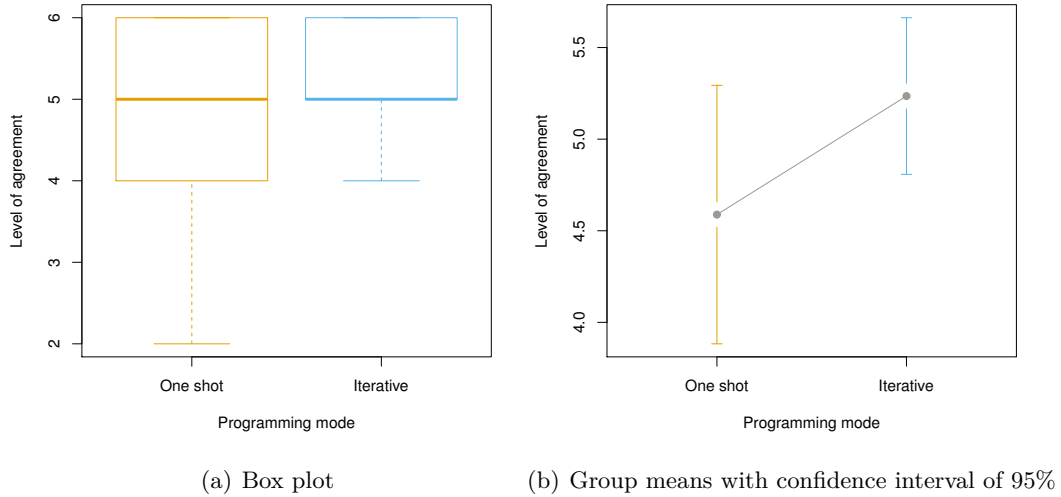 6
5
4
3
2
Level of agreement
One shot
Iterative
Programming mode
(a) Box plot
5.5
5.0
4.5
4.0
Level of agreement
One shot
Iterative
Programming mode
(b) Group means with confidence interval of 95%